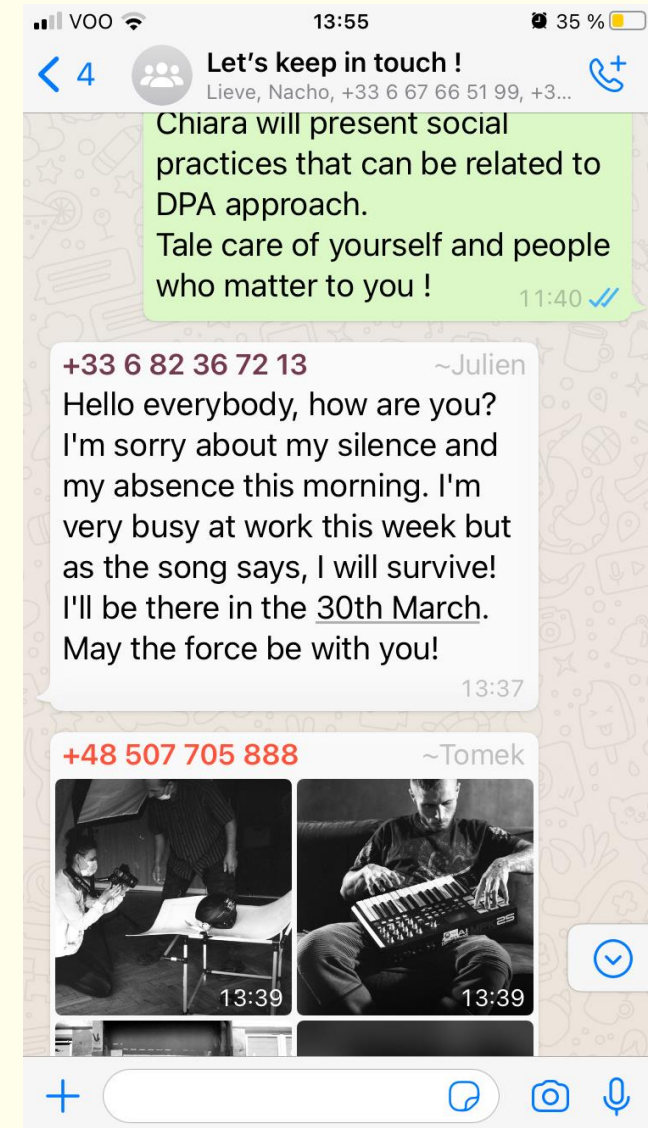 VOO 13:55 35 %
4 Let's keep in touch !
Lieve, Nacho, +33 6 67 66 51 99, +3...
Chiara will present social
practices that can be related to
DPA approach.
Tale care of yourself and people
who matter to you !
11:40
+33 6 82 36 72 13 ~Julien
Hello everybody, how are you?
I'm sorry about my silence and
my absence this morning. I'm
very busy at work this week but
as the song says, I will survive!
I'll be there in the 30th March.
May the force be with you!
13:37
+48 507 705 888 ~Tomek
25
13:39 13:39